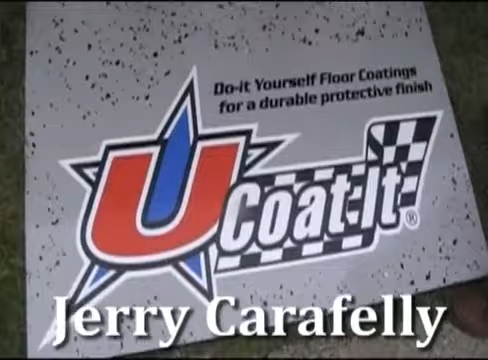 Do-it Yourself Floor Coatings
for a durable protective finish
U Coat-It®
Jerry Carafelly